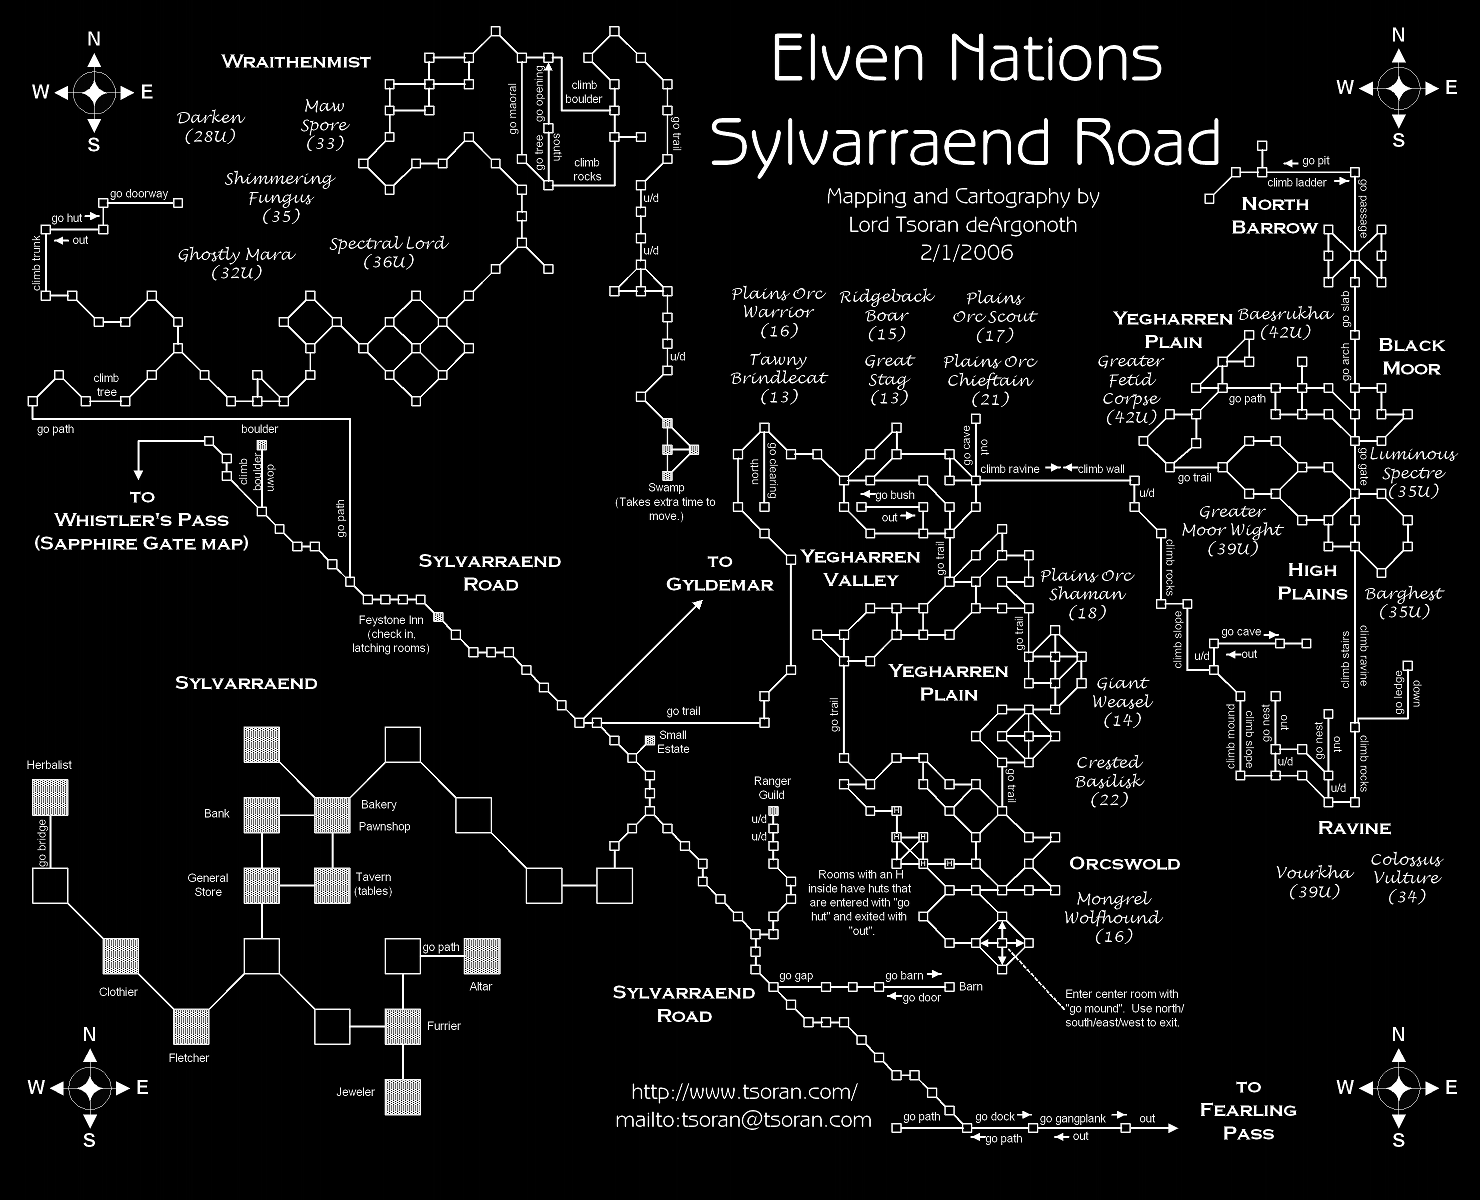 Elven Nations
Sylvarraend Road
Mapping and Cartography by
Lord Tsoran deArgonoth
2/1/2006
N
W
E
S
N
W
E
S
Wraithenmist
Darken
(28U)
Maw
Spore
(33)
Shimmering
Fungus
(35)
Ghostly Mara
(32U)
Spectral Lord
(36U)
go doorway
go hut
out
climb trunk
climb
tree
go path
go path
go maoral
go opening
go tree
south
climb
boulder
climb
rocks
go trail
u/d
u/d
u/d
Swamp
(Takes extra time to
move.)
boulder
climb
boulder
down
to
Whistler's Pass
(Sapphire Gate map)
Sylvarraend
Road
Feystone Inn
(check in,
latching rooms)
to
Gyldemar
go trail
Small
Estate
Plains Orc
Warrior
(16)
Ridgeback
Boar
(15)
Plains
Orc Scout
(17)
Tawny
Brindlecat
(13)
Great
Stag
(13)
Plains Orc
Chieftain
(21)
north
go clearing
go cave
out
climb ravine
climb wall
go bush
out
go trail
Yegharren
Valley
Plains Orc
Shaman
(18)
go trail
Yegharren
Plain
Giant
Weasel
(14)
go trail
Crested
Basilisk
(22)
go trail
Orcswold
Mongrel
Wolfhound
(16)
Rooms with an H
inside have huts that
are entered with "go
hut" and exited with
"out".
H
H
H
H
H
Enter center room with
"go mound". Use north/
south/east/west to exit.
go pit
climb ladder
go passage
North
Barrow
go slab
go arch
Yegharren
Plain
Baesrukha
(42U)
Black
Moor
Greater
Fetid
Corpse
(42U)
go path
go trail
go gate
Luminous
Spectre
(35U)
Greater
Moor Wight
(39U)
High
Plains
Barghest
(35U)
u/d
climb rocks
climb slope
u/d
go cave
out
climb stairs
climb ravine
go ledge
down
climb mound
climb slope
go nest
out
u/d
go nest
out
u/d
climb rocks
Ravine
Vourkha
(39U)
Colossus
Vulture
(34)
Sylvarraend
Herbalist
go bridge
Bank
Bakery
Pawnshop
General
Store
Tavern
(tables)
Clothier
Fletcher
go path
Altar
Furrier
Jeweler
Ranger
Guild
u/d
u/d
Sylvarraend
Road
go gap
go barn
go door
Barn
http://www.tsoran.com/
mailto:tsoran@tsoran.com
go path
go dock
go path
go gangplank
out
out
to
Fearling
Pass
N
W
E
S
N
W
E
S